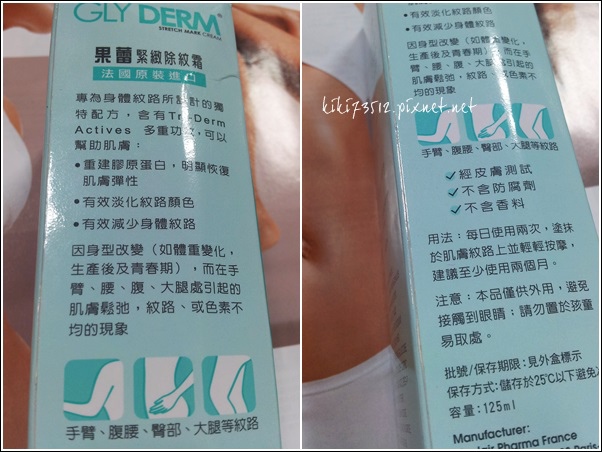 GLY DERM®
STRETCH MARK CREAM
果蕾 緊緻除紋霜
法國原裝進口
專為身體紋路所設計的獨
特配方，含有Tri-Derm
Actives 多重功效，可以
幫助肌膚：
•重建膠原蛋白，明顯恢復
肌膚彈性
•有效淡化紋路顏色
•有效減少身體紋路
因身型改變（如體重變化，
生產後及青春期），而在手
臂、腰、腹、大腿處引起的
肌膚鬆弛，紋路、或色素不
均的現象
手臂、腹腰、臀部、大腿等紋路
•有效淡化紋路顏色
•有效減少身體紋路
因身型改變（如體重
生產後及青春期）　而在手
臂、腰、腹、大腿處引起的
肌膚鬆弛，紋路、或色素不
均的現象
kiki73512.pixnet.net
手臂、腹腰、臀部、大腿等紋路
✓經皮膚測試
✓不含防腐劑
✓不含香料
用法：每日使用兩次，塗抹
於肌膚紋路上並輕輕按摩，
建議至少使用兩個月。
注意：本品僅供外用，避免
接觸到眼睛；請勿置於孩童
易取處。
批號/保存期限：見外盒標示
保存方式：儲存於25℃以下避免
容量：125ml
Manufacturer:
Pharma France
Paris